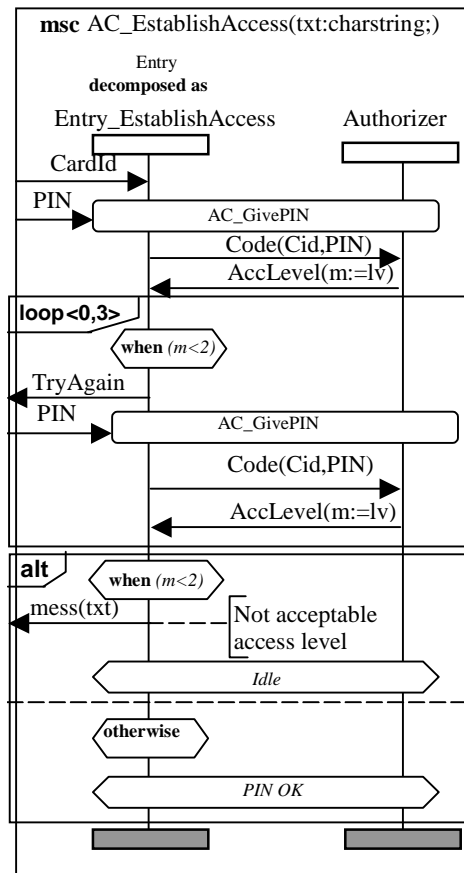 msc AC_EstablishAccess(txt:charstring;)
Entry
decomposed as
Entry_EstablishAccess
Authorizer
CardId
PIN
AC_GivePIN
Code(Cid,PIN)
AccLevel(m:=lv)
loop<0,3>
when (m<2)
TryAgain
PIN
AC_GivePIN
Code(Cid,PIN)
AccLevel(m:=lv)
alt
when (m<2)
mess(txt)
Not acceptable
access level
Idle
otherwise
PIN OK